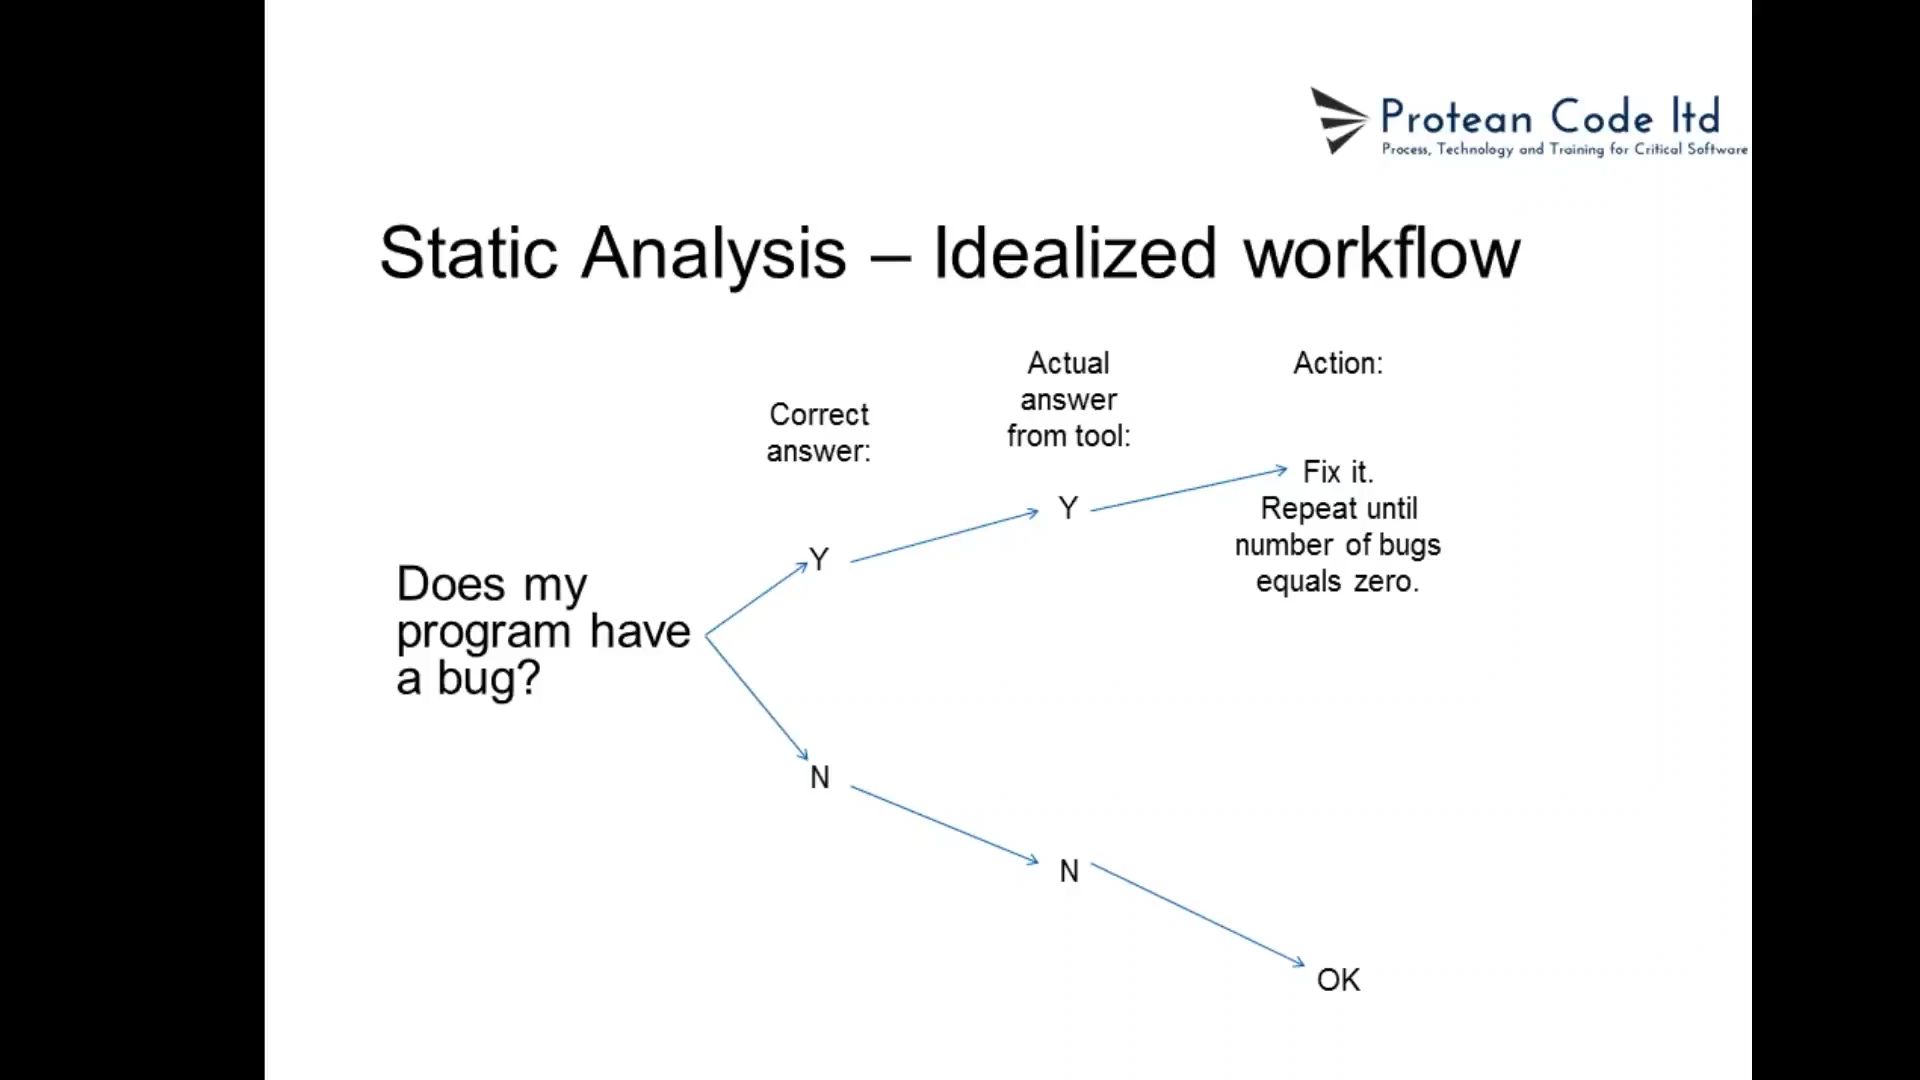 Protean Code ltd
Process, Technology and Training for Critical Software
Static Analysis – Idealized workflow
Correct
answer:
Actual
answer
from tool:
Action:
Does my
program have
a bug?
Y
Y
Fix it.
Repeat until
number of bugs
equals zero.
N
N
OK